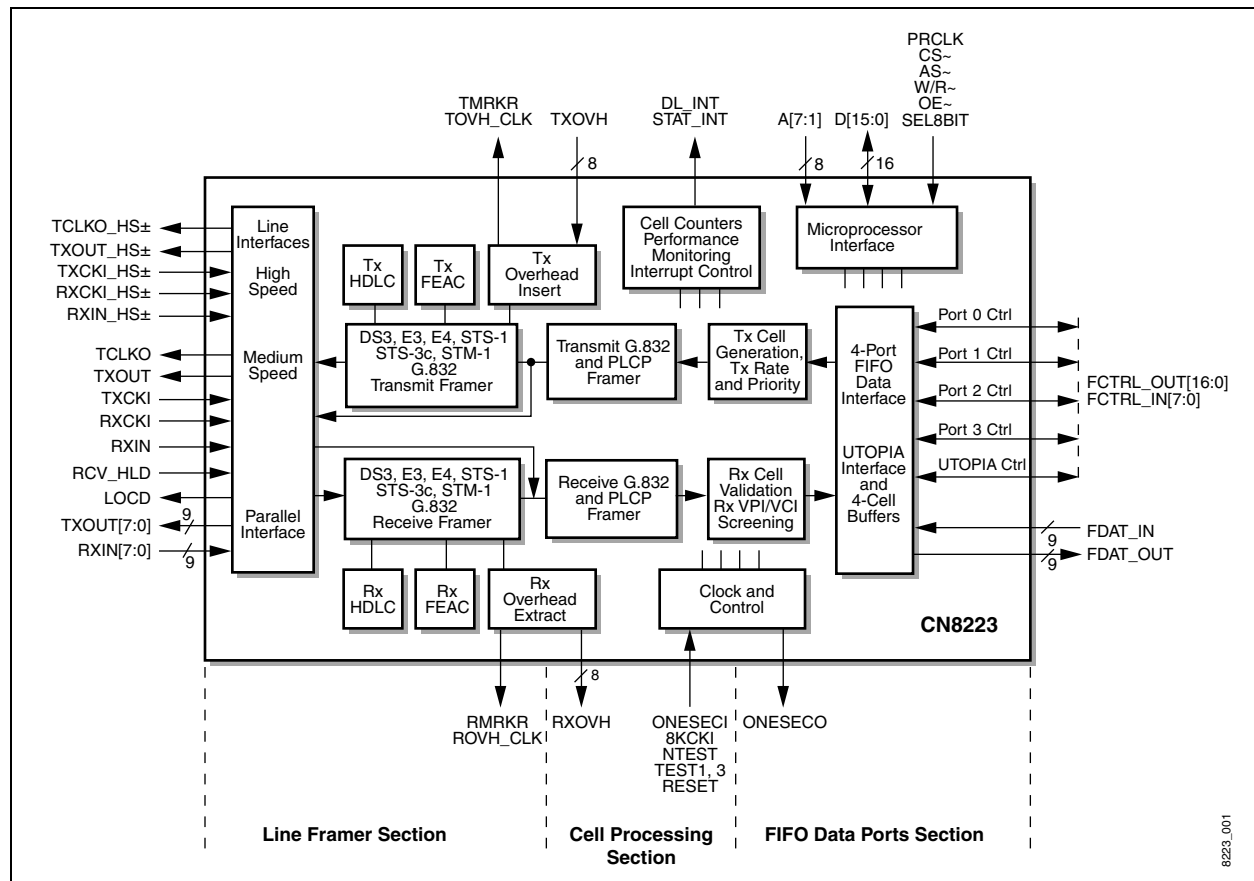 PRCLK
CS~
AS~
W/R~
OE~
SEL8BIT
TMRKR
TOVH_CLK
TXOVH
DL_INT
STAT_INT
A[7:1]
D[15:0]
8
8
16
TCLKO_HS±
TXOUT_HS±
TXCKI_HS±
RXCKI_HS±
RXIN_HS±
TCLKO
TXOUT
TXCKI
RXCKI
RXIN
RCV_HLD
LOCD
TXOUT[7:0]
9
RXIN[7:0]
9
Line
Interfaces
High
Speed
Medium
Speed
Parallel
Interface
Tx
HDLC
Tx
FEAC
Tx
Overhead
Insert
Cell Counters
Performance
Monitoring
Interrupt Control
Microprocessor
Interface
DS3, E3, E4, STS-1
STS-3c, STM-1
G.832
Transmit Framer
Transmit G.832
and PLCP
Framer
Tx Cell
Generation,
Tx Rate
and Priority
4-Port
FIFO
Data
Interface
UTOPIA
Interface
and
4-Cell
Buffers
Port 0 Ctrl
Port 1 Ctrl
Port 2 Ctrl
Port 3 Ctrl
UTOPIA Ctrl
FCTRL_OUT[16:0]
FCTRL_IN[7:0]
9
FDAT_IN
9
FDAT_OUT
DS3, E3, E4, STS-1
STS-3c, STM-1
G.832
Receive Framer
Receive G.832
and PLCP
Framer
Rx Cell
Validation
Rx VPI/VCI
Screening
Rx
HDLC
Rx
FEAC
Rx
Overhead
Extract
Clock and
Control
CN8223
8
RMRKR
ROVH_CLK
RXOVH
ONESECI
8KCKI
NTEST
TEST1, 3
RESET
ONESECO
Line Framer Section
Cell Processing
Section
FIFO Data Ports Section
8223_001